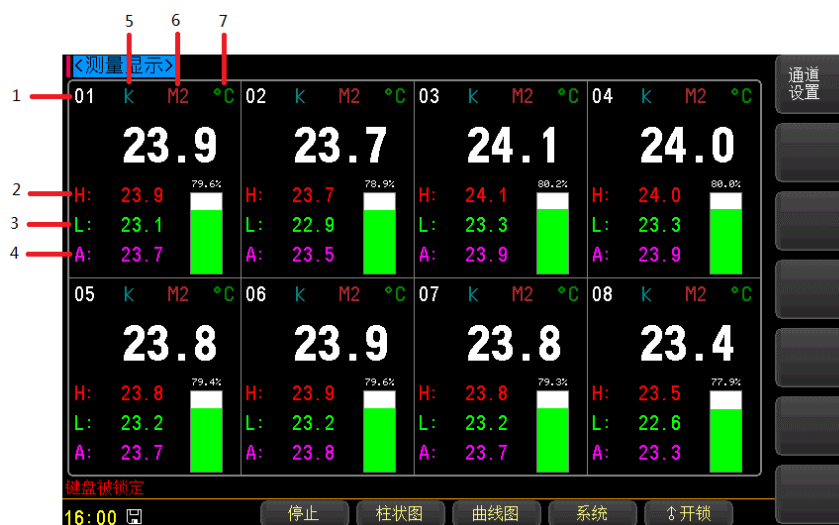 5 6 7
<测量显示>
通道
设置
1 01 K M2 °C 02 K M2 °C 03 K M2 °C 04 K M2 °C
23.9 23.7 24.1 24.0
79.6% 78.9% 80.2% 80.0%
2 H: 23.9 H: 23.7 H: 24.1 H: 24.0
3 L: 23.1 L: 22.9 L: 23.3 L: 23.3
4 A: 23.7 A: 23.5 A: 23.9 A: 23.9
05 K M2 °C 06 K M2 °C 07 K M2 °C 08 K M2 °C
23.8 23.9 23.8 23.4
79.4% 79.6% 79.3% 77.9%
H: 23.8 H: 23.9 H: 23.8 H: 23.5
L: 23.2 L: 23.2 L: 23.2 L: 22.6
A: 23.7 A: 23.8 A: 23.7 A: 23.3
键盘被锁定
16:00 停止 柱状图 曲线图 系统 ⇧开锁